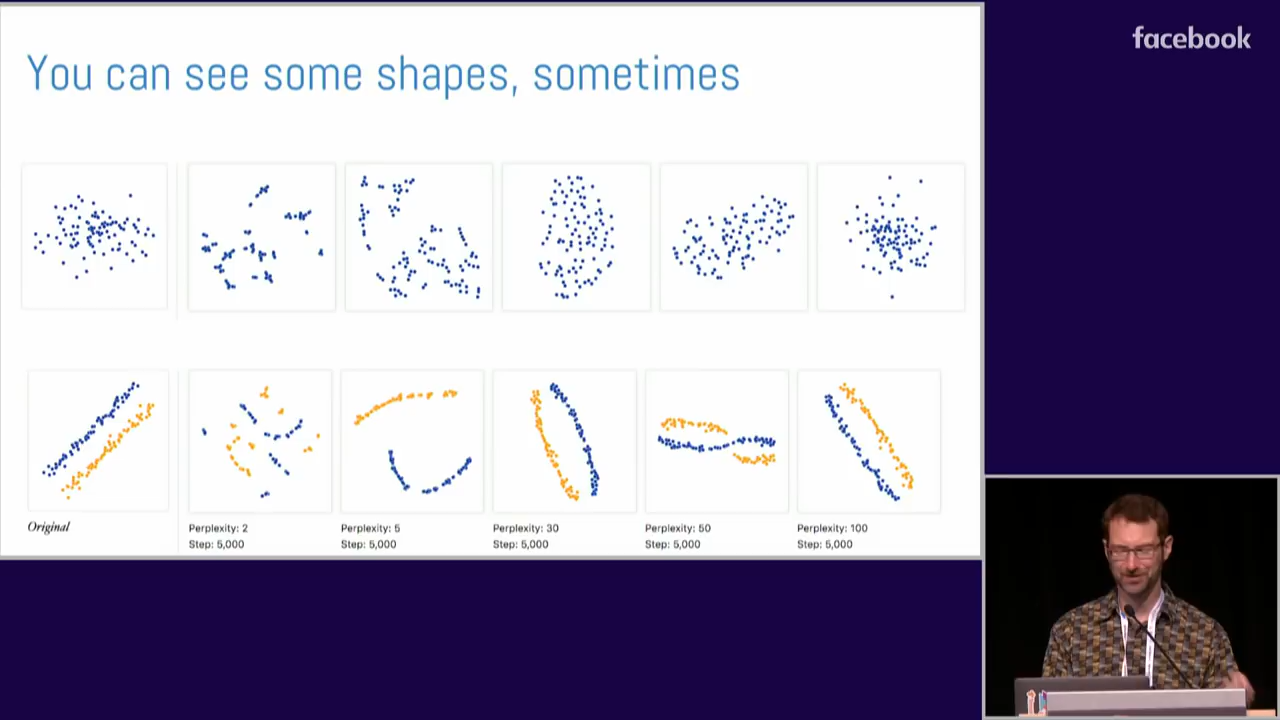 facebook
You can see some shapes, sometimes
Original
Perplexity: 2
Step: 5,000
Perplexity: 5
Step: 5,000
Perplexity: 30
Step: 5,000
Perplexity: 50
Step: 5,000
Perplexity: 100
Step: 5,000